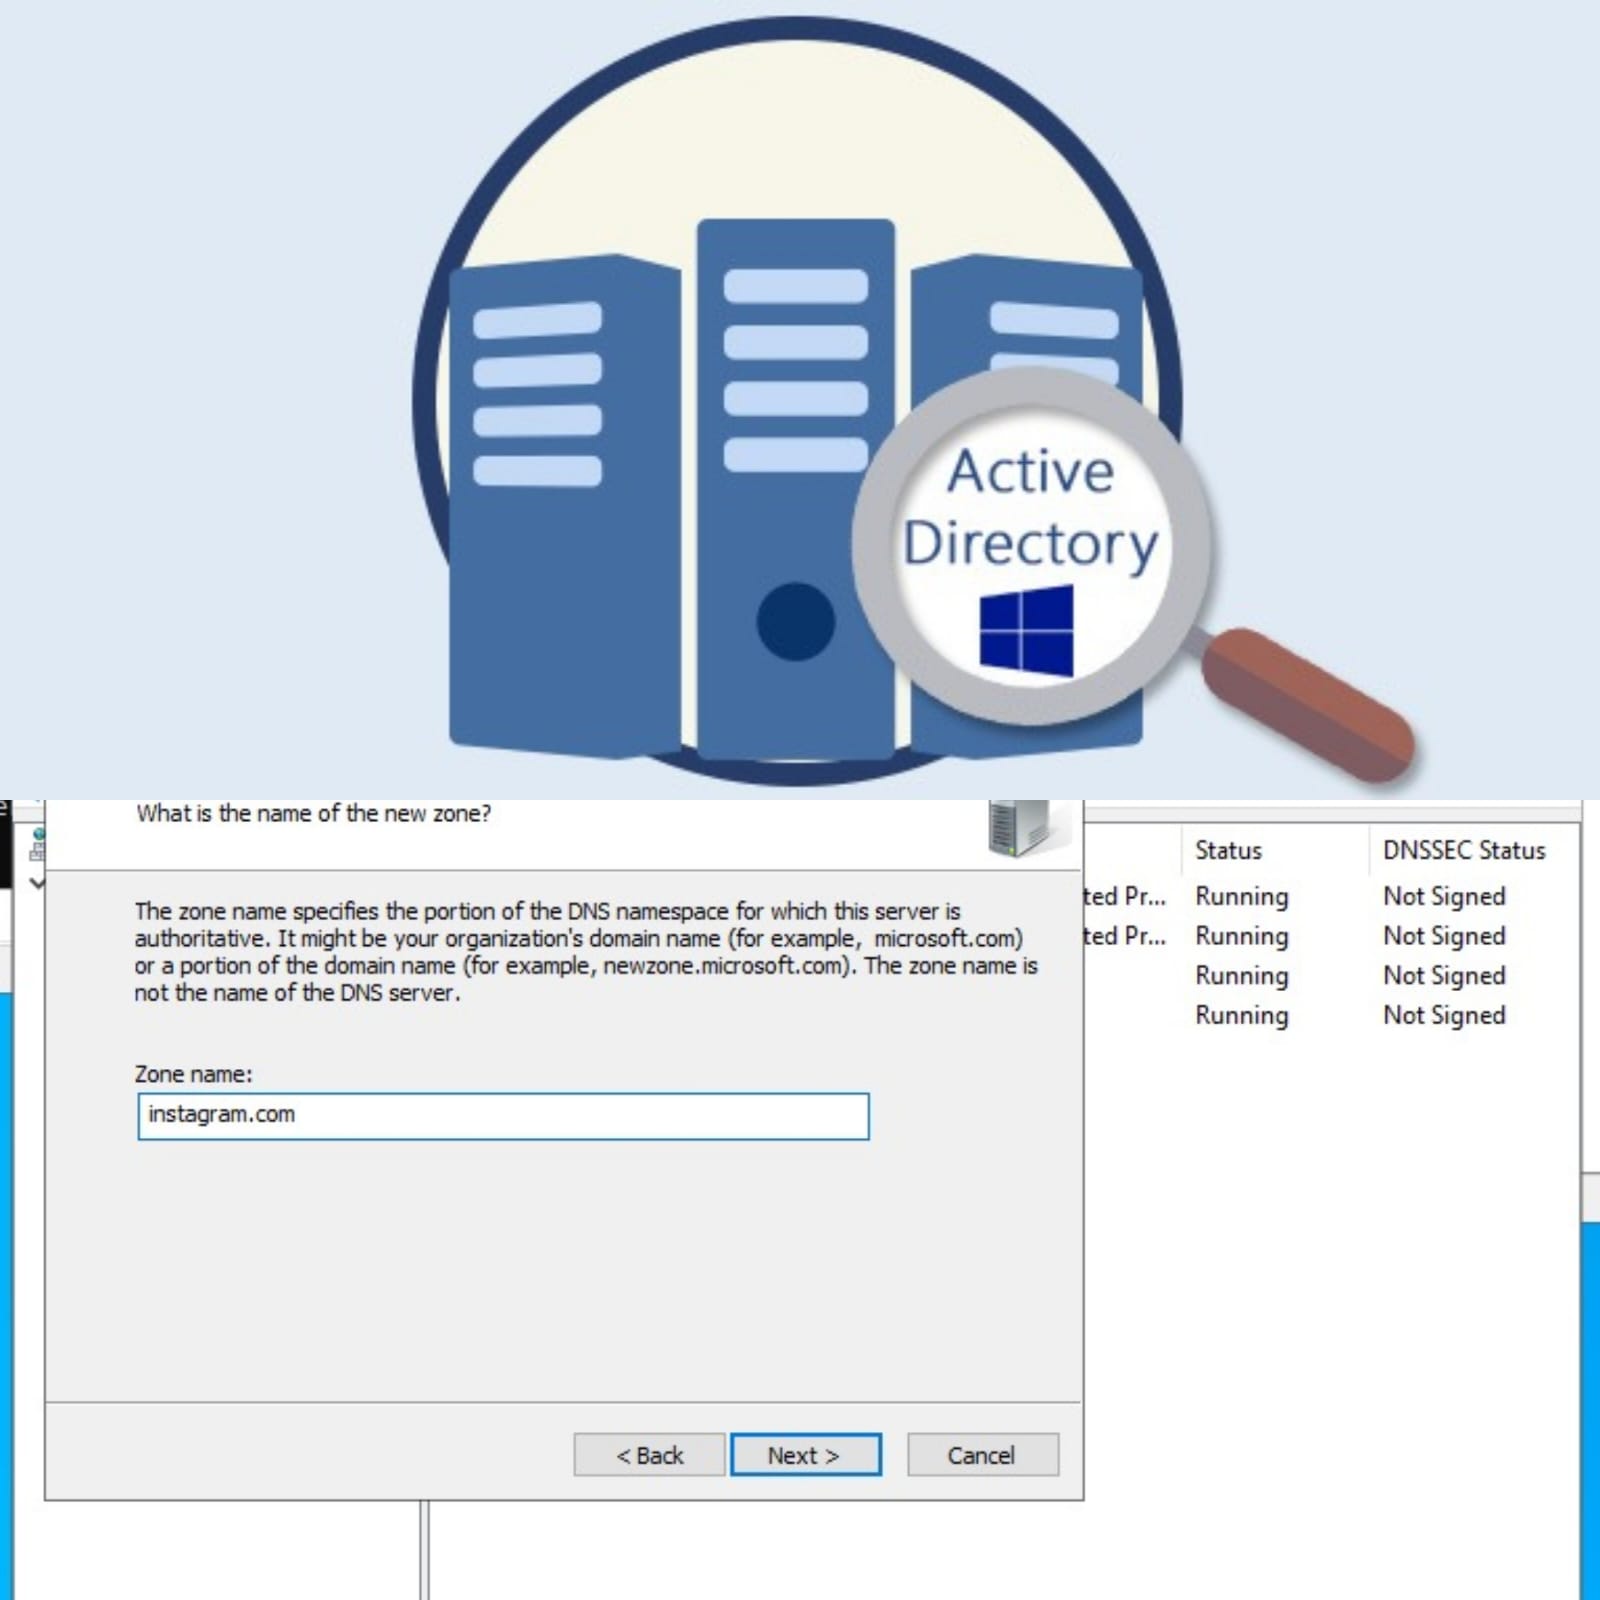 Active
Directory
What is the name of the new zone?
Status DNSSEC Status
The zone name specifies the portion of the DNS namespace for which this server is
authoritative. It might be your organization's domain name (for example, microsoft.com)
or a portion of the domain name (for example, newzone.microsoft.com). The zone name is
not the name of the DNS server.
ted Pr... Running Not Signed
ted Pr... Running Not Signed
Running Not Signed
Running Not Signed
Zone name:
instagram.com
< Back Next > Cancel